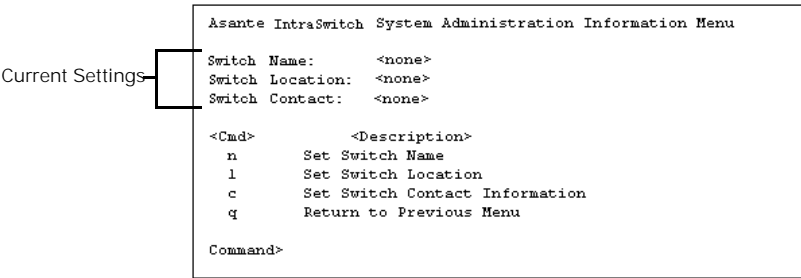 Asante IntraSwitch System Administration Information Menu
Current Settings
Switch Name: <none>
Switch Location: <none>
Switch Contact: <none>
<Cmd> <Description>
n Set Switch Name
l Set Switch Location
c Set Switch Contact Information
q Return to Previous Menu
Command>